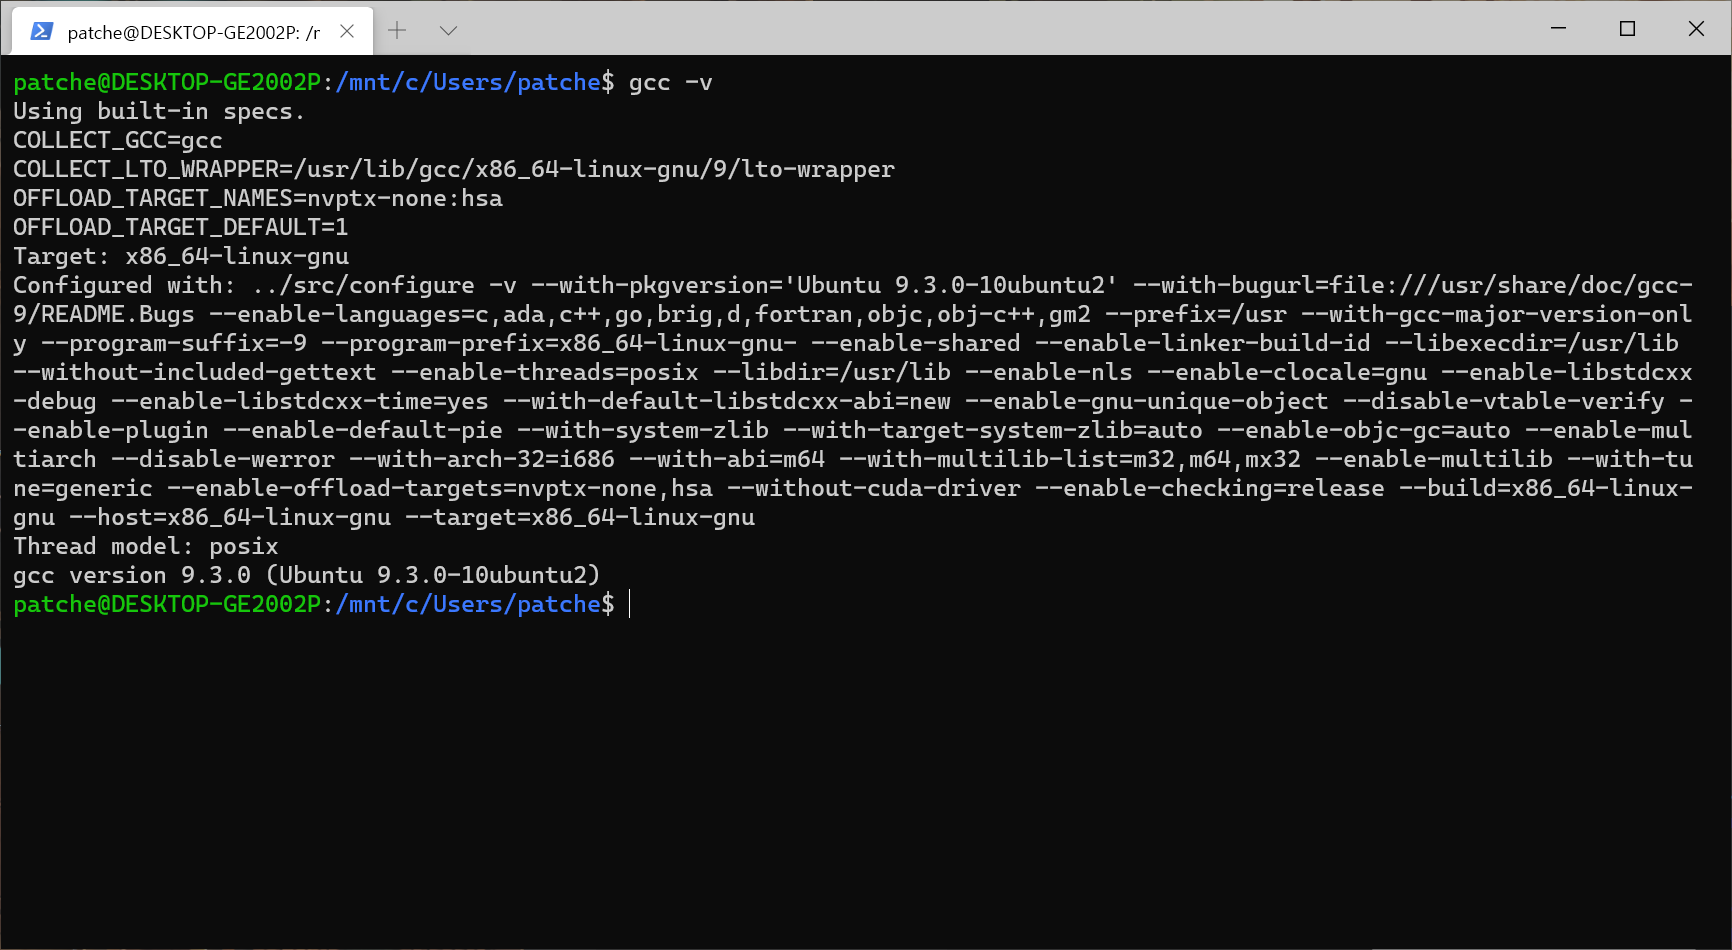 patche@DESKTOP-GE2002P: /r
patche@DESKTOP-GE2002P:/mnt/c/Users/patche$ gcc -v
Using built-in specs.
COLLECT_GCC=gcc
COLLECT_LTO_WRAPPER=/usr/lib/gcc/x86_64-linux-gnu/9/lto-wrapper
OFFLOAD_TARGET_NAMES=nvptx-none:hsa
OFFLOAD_TARGET_DEFAULT=1
Target: x86_64-linux-gnu
Configured with: ../src/configure -v --with-pkgversion='Ubuntu 9.3.0-10ubuntu2' --with-bugurl=file:///usr/share/doc/gcc-
9/README.Bugs --enable-languages=c,ada,c++,go,brig,d,fortran,objc,obj-c++,gm2 --prefix=/usr --with-gcc-major-version-onl
y --program-suffix=-9 --program-prefix=x86_64-linux-gnu- --enable-shared --enable-linker-build-id --libexecdir=/usr/lib
--without-included-gettext --enable-threads=posix --libdir=/usr/lib --enable-nls --enable-clocale=gnu --enable-libstdcxx
-debug --enable-libstdcxx-time=yes --with-default-libstdcxx-abi=new --enable-gnu-unique-object --disable-vtable-verify -
-enable-plugin --enable-default-pie --with-system-zlib --with-target-system-zlib=auto --enable-objc-gc=auto --enable-mul
tiarch --disable-werror --with-arch-32=i686 --with-abi=m64 --with-multilib-list=m32,m64,mx32 --enable-multilib --with-tu
ne=generic --enable-offload-targets=nvptx-none,hsa --without-cuda-driver --enable-checking=release --build=x86_64-linux-
gnu --host=x86_64-linux-gnu --target=x86_64-linux-gnu
Thread model: posix
gcc version 9.3.0 (Ubuntu 9.3.0-10ubuntu2)
patche@DESKTOP-GE2002P:/mnt/c/Users/patche$